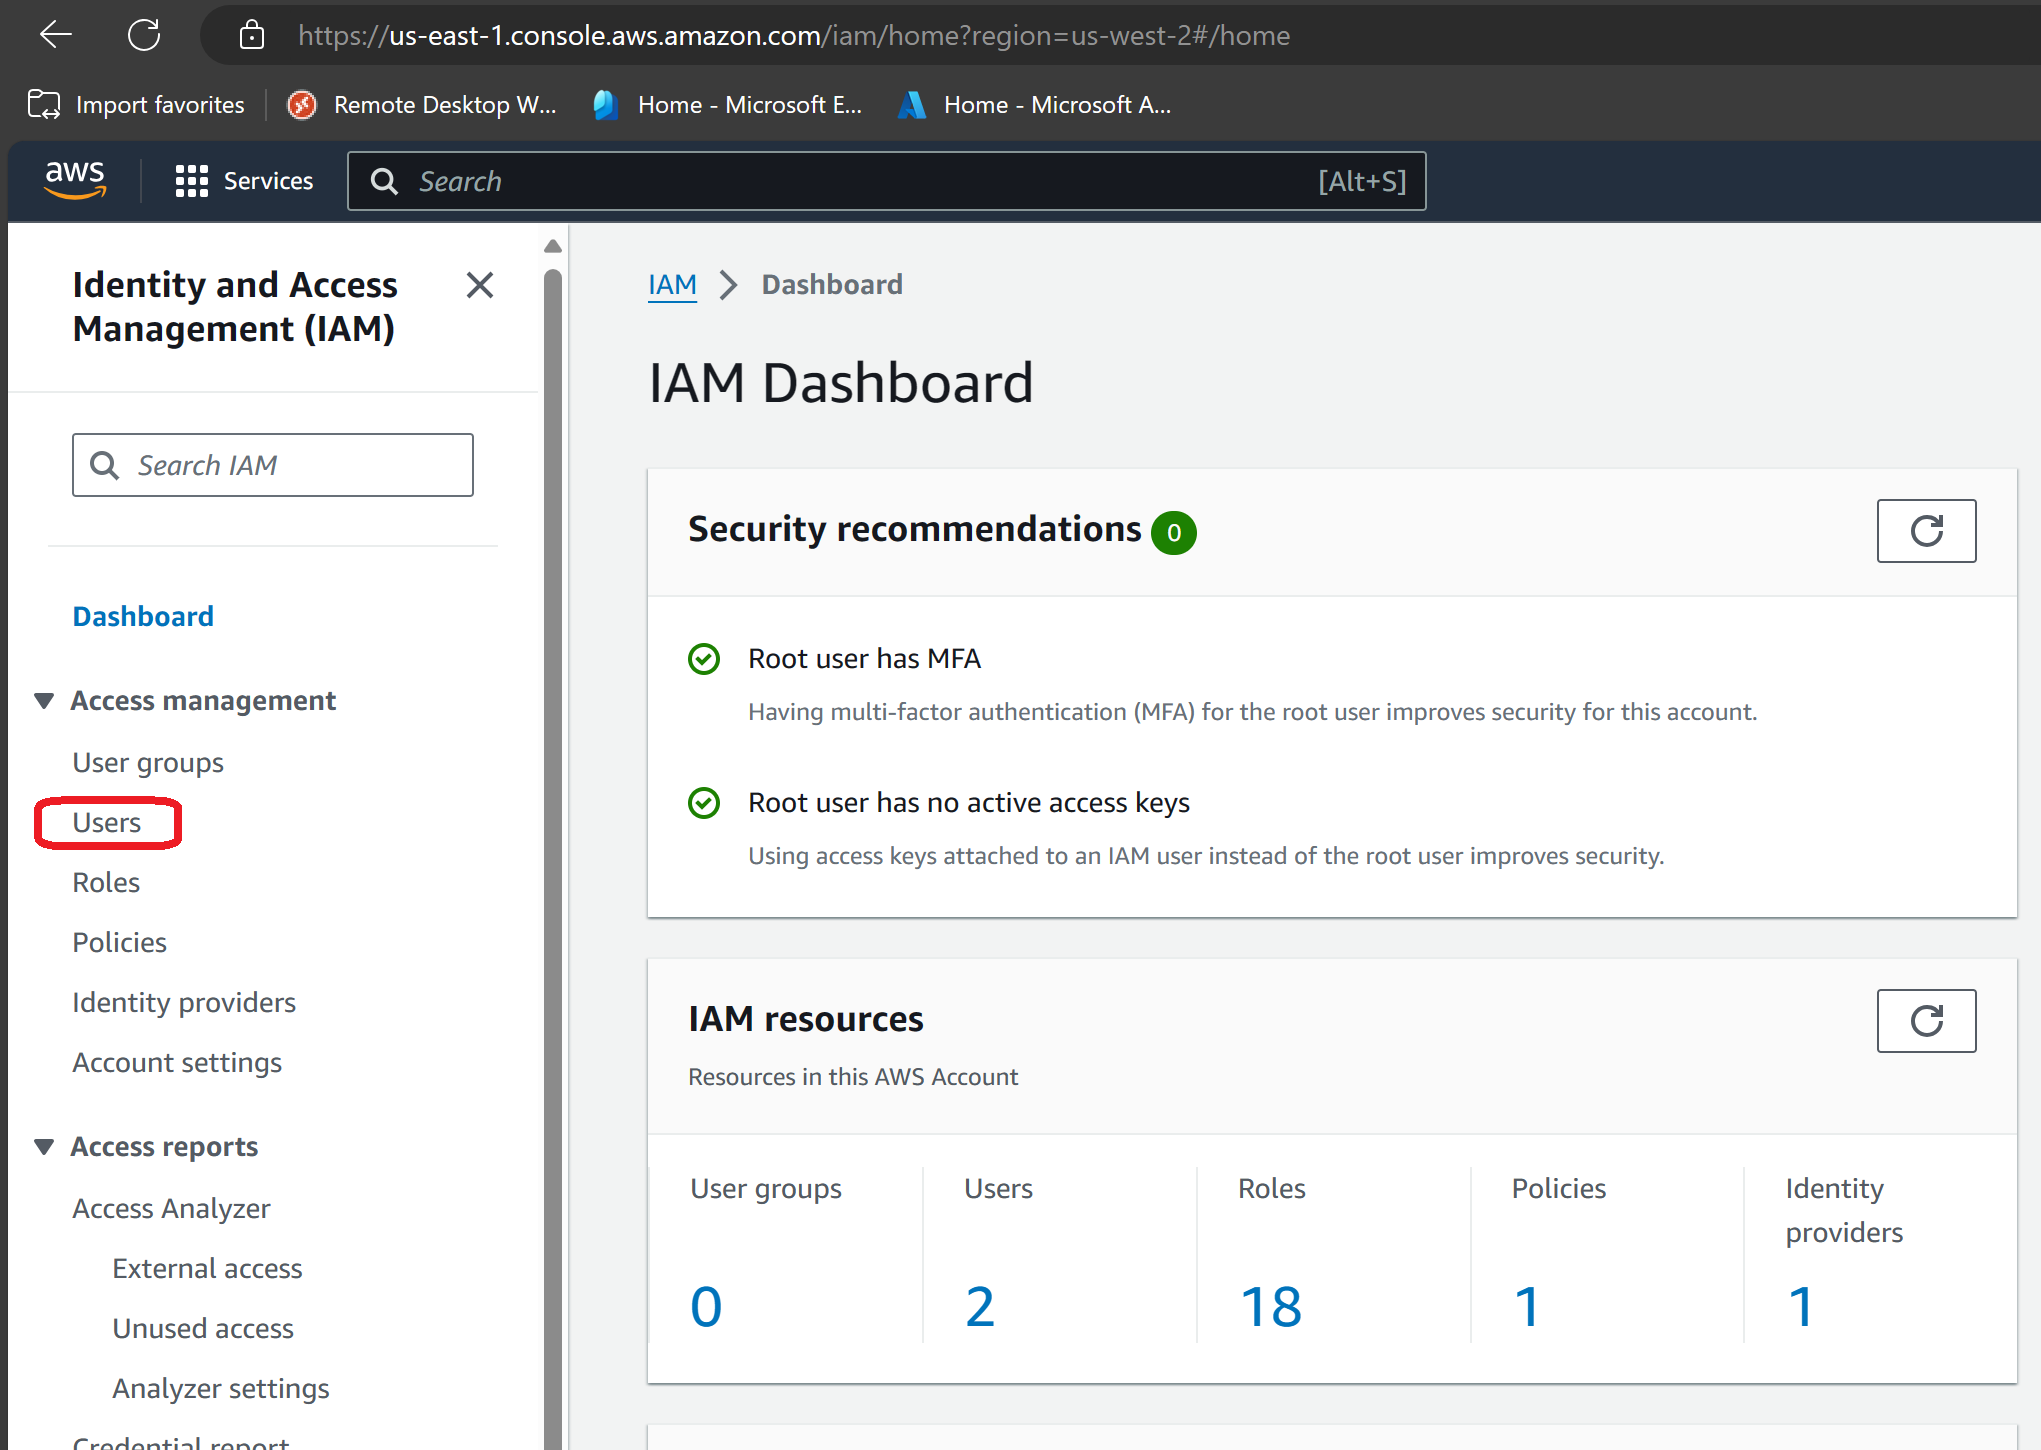 https://us-east-1.console.aws.amazon.com/iam/home?region=us-west-2#/home
Import favorites
Remote Desktop W...
Home - Microsoft E...
Home - Microsoft A...
aws
Services
Search
[Alt+S]
Identity and Access
Management (IAM)
Search IAM
Dashboard
Access management
User groups
Users
Roles
Policies
Identity providers
Account settings
Access reports
Access Analyzer
External access
Unused access
Analyzer settings
Credential report
IAM
Dashboard
IAM Dashboard
Security recommendations 0
Root user has MFA
Having multi-factor authentication (MFA) for the root user improves security for this account.
Root user has no active access keys
Using access keys attached to an IAM user instead of the root user improves security.
IAM resources
Resources in this AWS Account
User groups
0
Users
2
Roles
18
Policies
1
Identity
providers
1